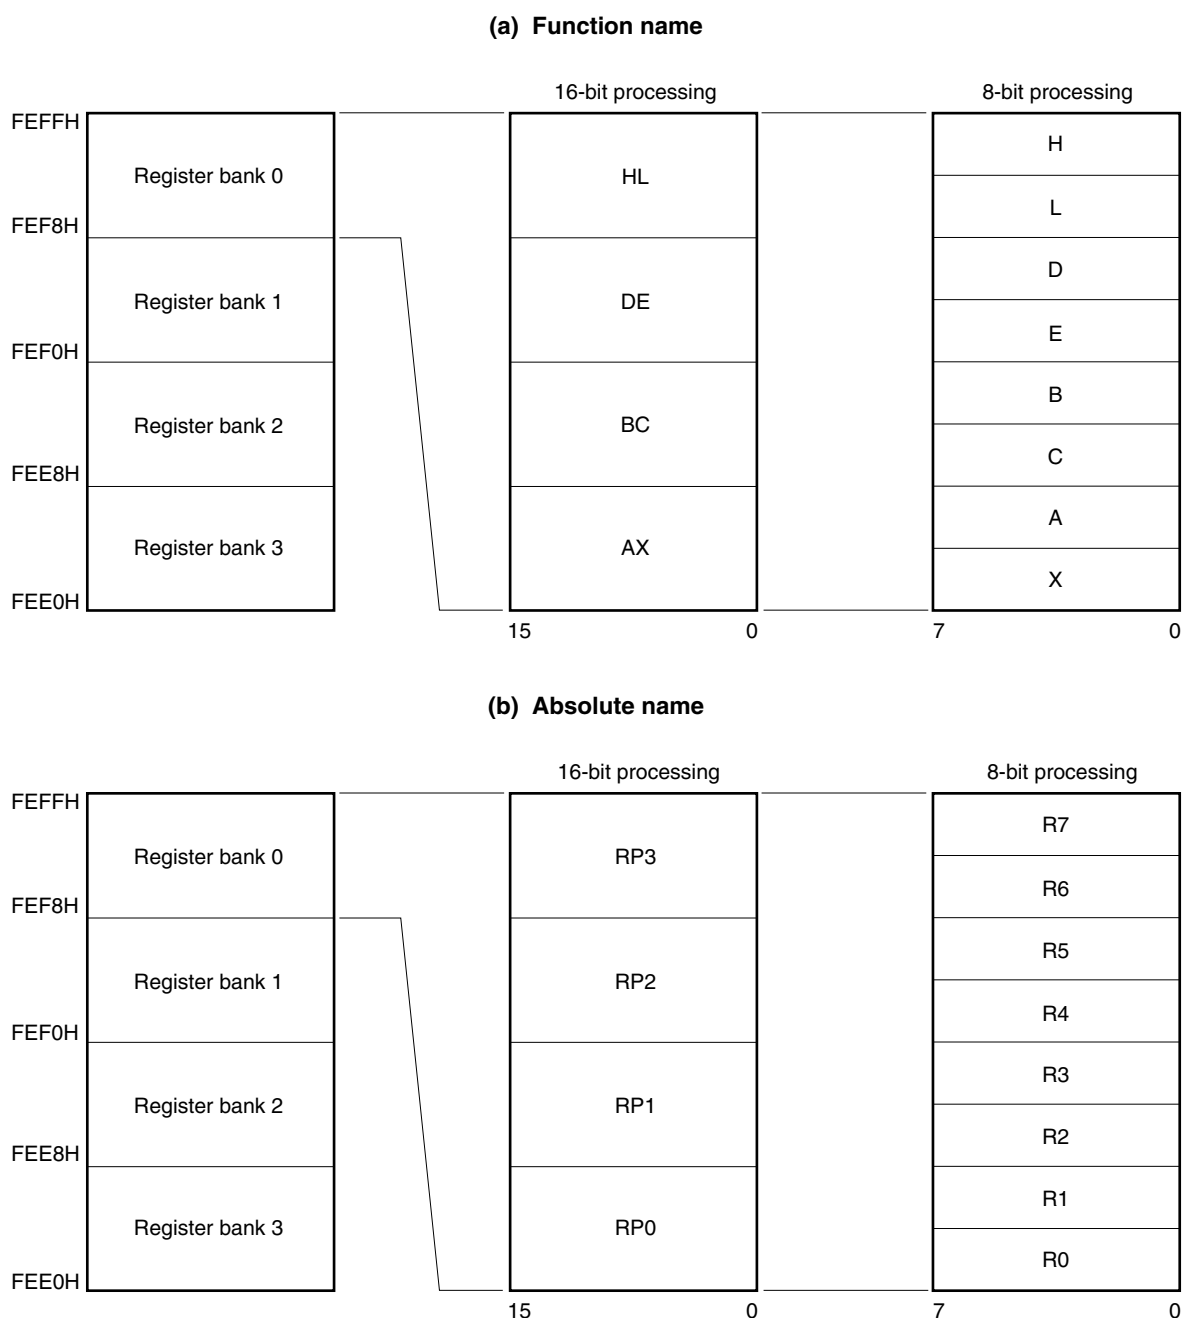 (a) Function name
16-bit processing 8-bit processing
FEFFH
H
Register bank 0 HL
L
FEF8H
D
Register bank 1 DE
E
FEF0H
B
Register bank 2 BC
C
FEE8H
A
Register bank 3 AX
X
FEE0H
15 0 7 0
(b) Absolute name
16-bit processing 8-bit processing
FEFFH
R7
Register bank 0 RP3
R6
FEF8H
R5
Register bank 1 RP2
R4
FEF0H
R3
Register bank 2 RP1
R2
FEE8H
R1
Register bank 3 RP0
R0
FEE0H
15 0 7 0